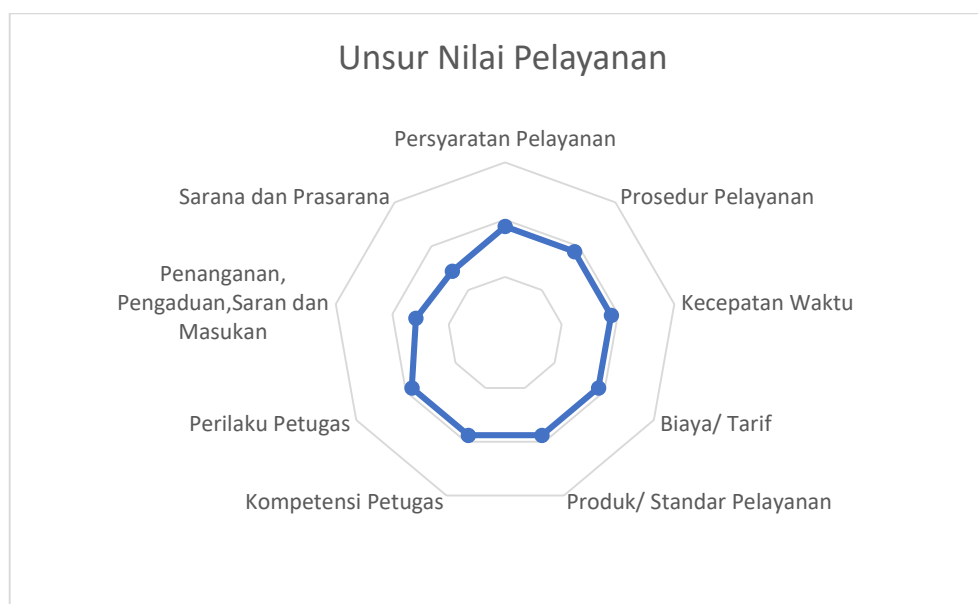 Unsur Nilai Pelayanan
Persyaratan Pelayanan
Prosedur Pelayanan
Kecepatan Waktu
Biaya/ Tarif
Produk/ Standar Pelayanan
Kompetensi Petugas
Perilaku Petugas
Penanganan,
Pengaduan,Saran dan
Masukan
Sarana dan Prasarana